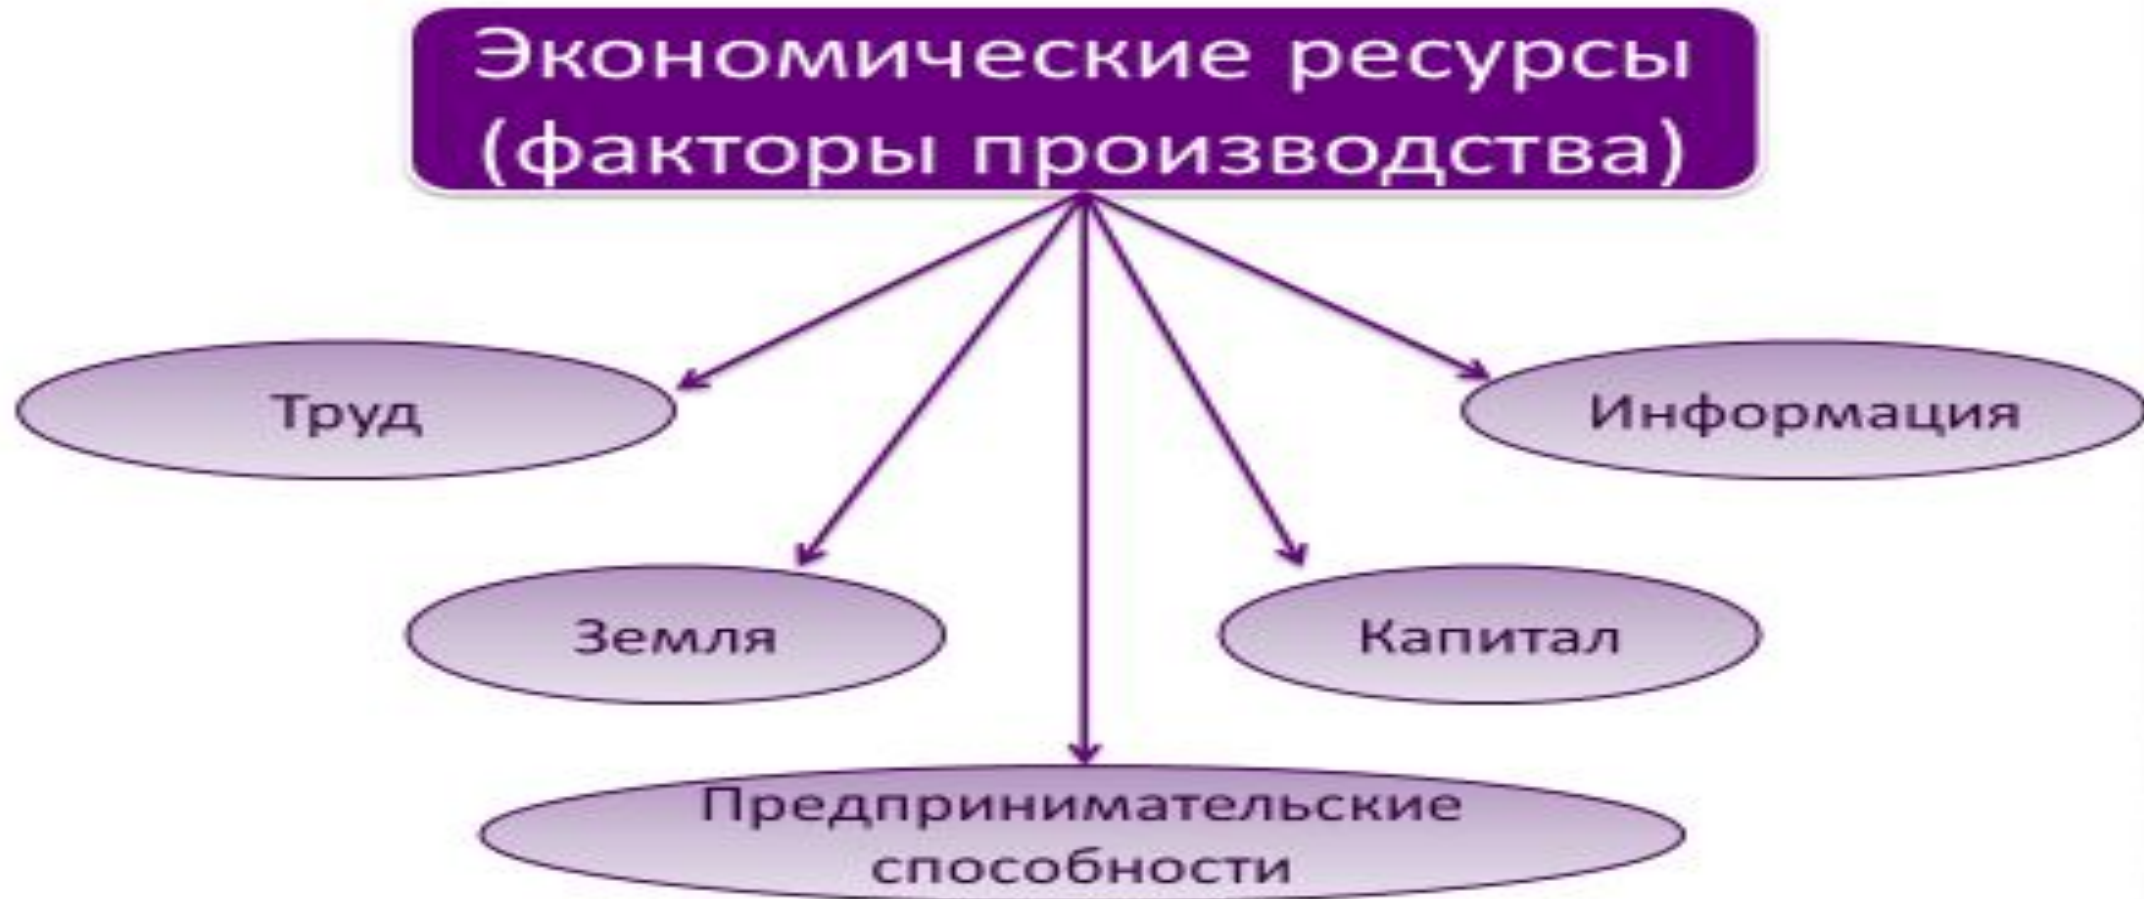 Экономические ресурсы
(факторы производства)
Труд
Информация
Земля
Капитал
Предпринимательские
способности